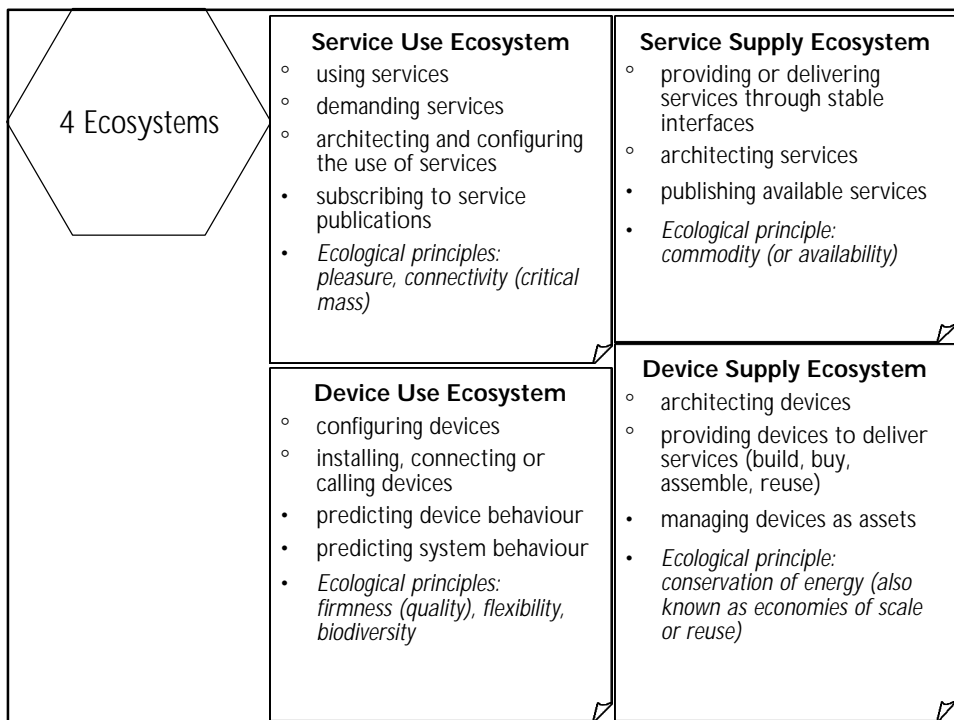 4 Ecosystems
Service Use Ecosystem
° using services
° demanding services
° architecting and configuring
the use of services
• subscribing to service
publications
• Ecological principles:
pleasure, connectivity (critical
mass)
Service Supply Ecosystem
° providing or delivering
services through stable
interfaces
° architecting services
• publishing available services
• Ecological principle:
commodity (or availability)
Device Use Ecosystem
° configuring devices
° installing, connecting or
calling devices
• predicting device behaviour
• predicting system behaviour
• Ecological principles:
firmness (quality), flexibility,
biodiversity
Device Supply Ecosystem
° architecting devices
° providing devices to deliver
services (build, buy,
assemble, reuse)
• managing devices as assets
• Ecological principle:
conservation of energy (also
known as economies of scale
or reuse)